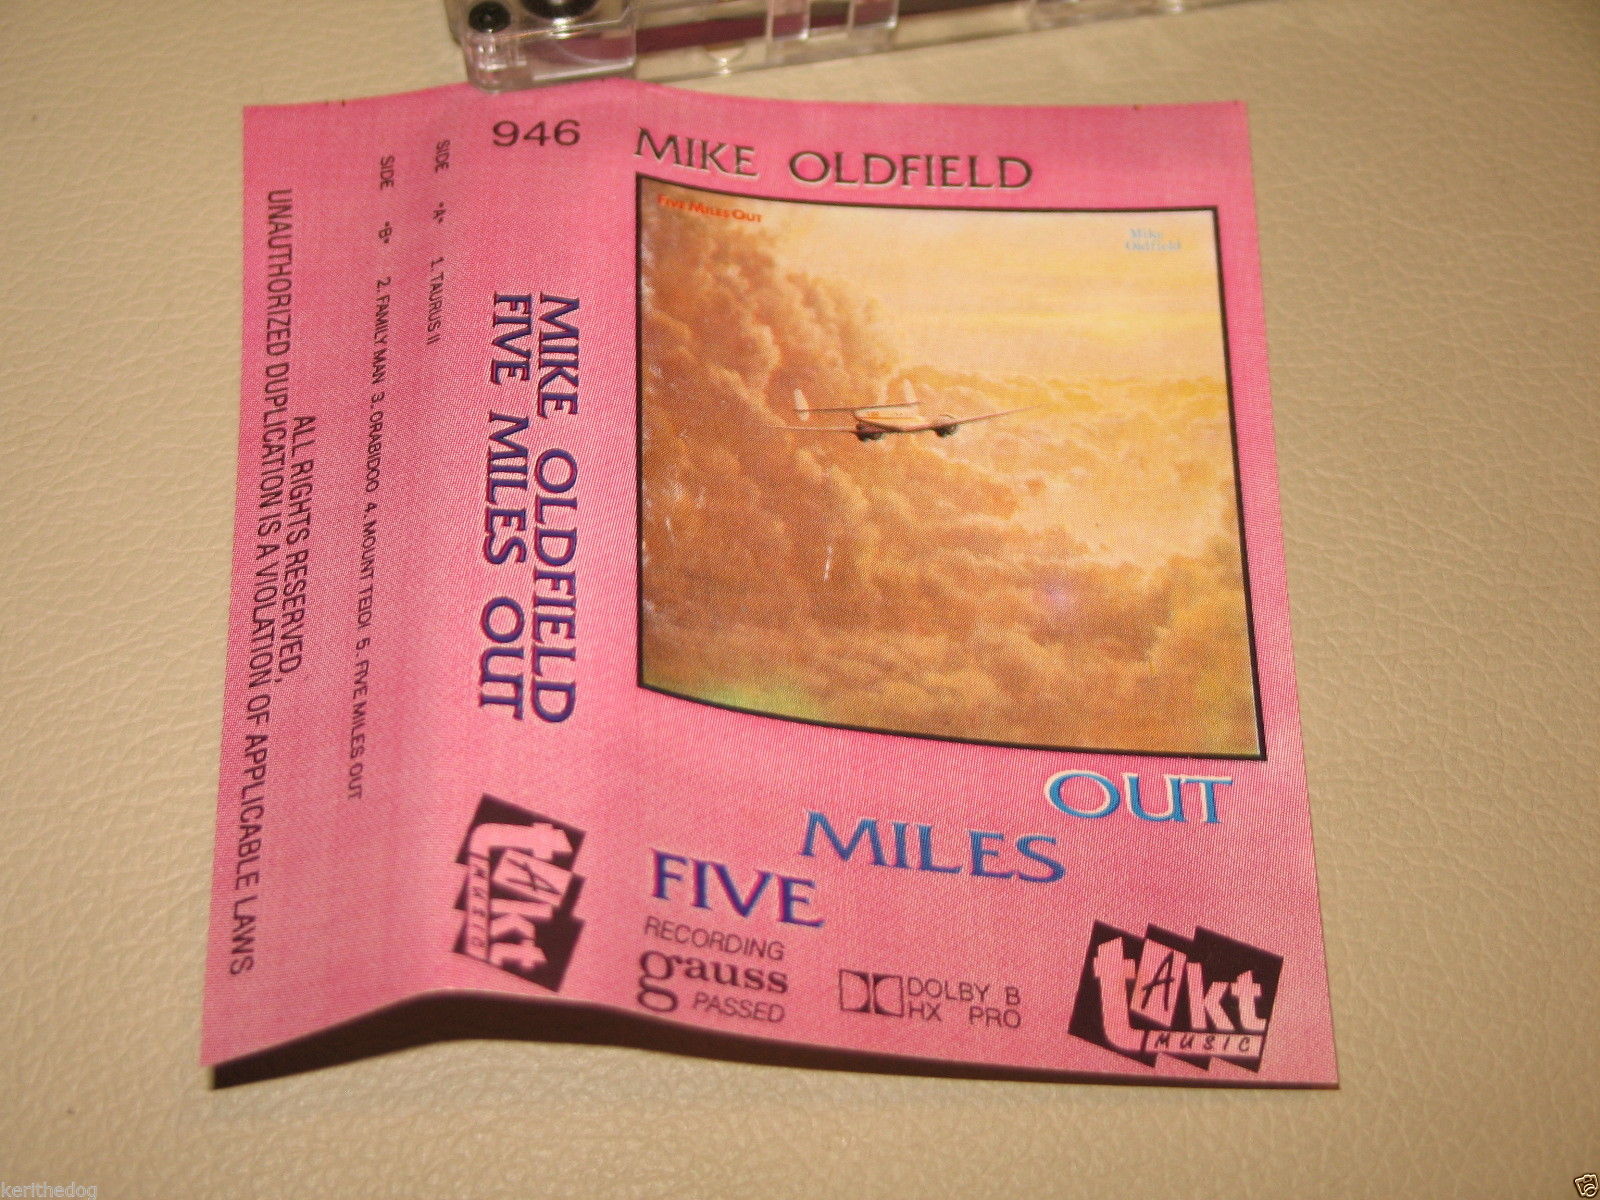 946
MIKE OLDFIELD
FIVE MILES OUT
Mike
Oldfield
OUT
MILES
FIVE
RECORDING
gauss
PASSED
DOLBY B
HX PRO
tAkt
MUSIC
MIKE OLDFIELD
FIVE MILES OUT
tAkt
MUSIC
SIDE •A• 1. TAURUS II
SIDE •B• 2. FAMILY MAN 3. ORABIDOO 4. MOUNT TEIDI 5. FIVE MILES OUT
ALL RIGHTS RESERVED,
UNAUTHORIZED DUPLICATION IS A VIOLATION OF APPLICABLE LAWS
kerithedog